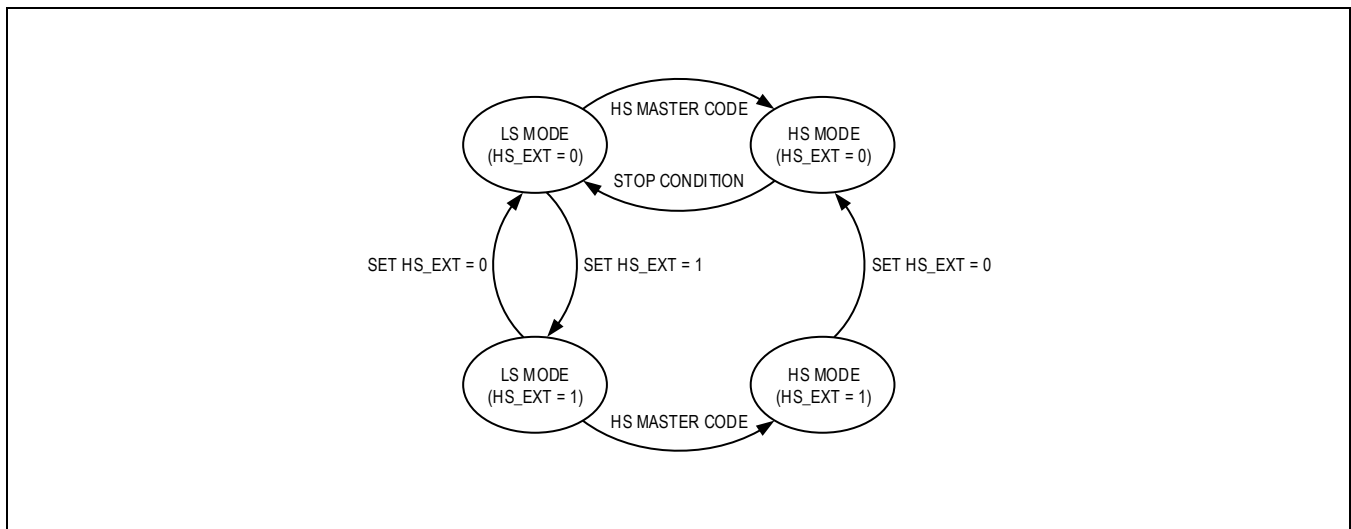 HS MASTER CODE
LS MODE
(HS_EXT = 0)
HS MODE
(HS_EXT = 0)
STOP CONDITION
SET HS_EXT = 0
SET HS_EXT = 1
SET HS_EXT = 0
LS MODE
(HS_EXT = 1)
HS MODE
(HS_EXT = 1)
HS MASTER CODE